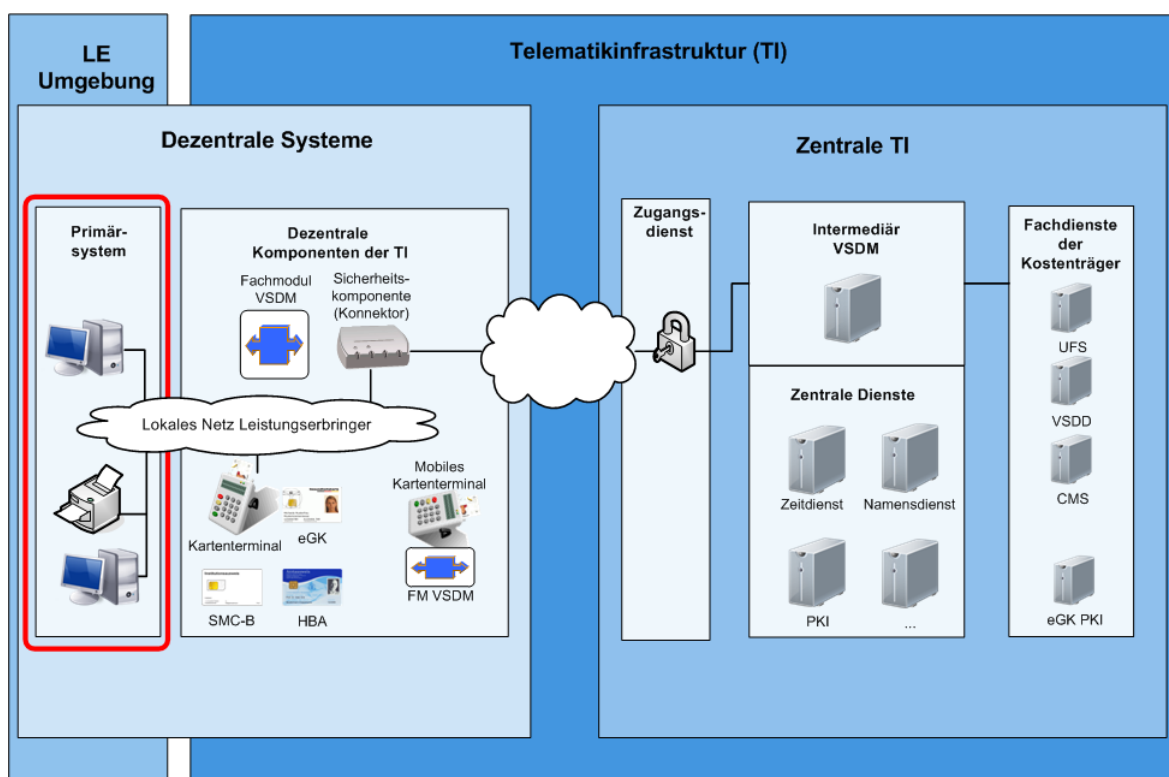 LE
Umgebung
Telematikinfrastruktur (TI)
Dezentrale Systeme
Zentrale TI
Primär-
system
Dezentrale
Komponenten der TI
Fachmodul
VSDM
Sicherheits-
komponente
(Konnektor)
Lokales Netz Leistungserbringer
Kartenterminal
eGK
Mobiles
Kartenterminal
SMC-B
HBA
FM VSDM
Zugangs-
dienst
Intermediär
VSDM
Zentrale Dienste
Zeitdienst
Namensdienst
PKI
...
Fachdienste
der
Kostenträger
UFS
VSDD
CMS
eGK PKI